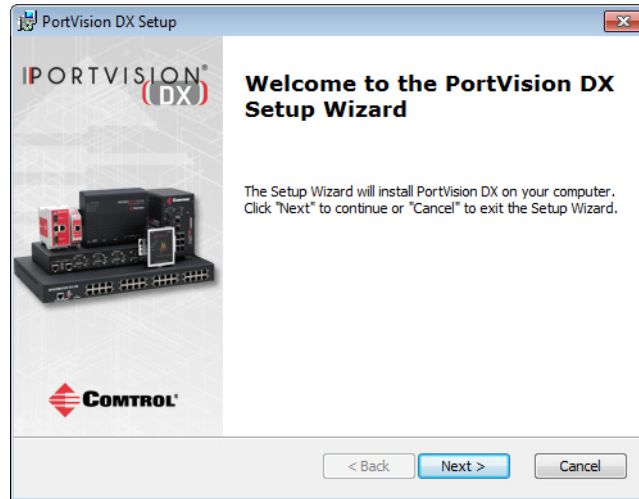 PortVision DX Setup
PORTVISION®
(DX)
Welcome to the PortVision DX
Setup Wizard
The Setup Wizard will install PortVision DX on your computer.
Click "Next" to continue or "Cancel" to exit the Setup Wizard.
COMTROL®
< Back
Next >
Cancel